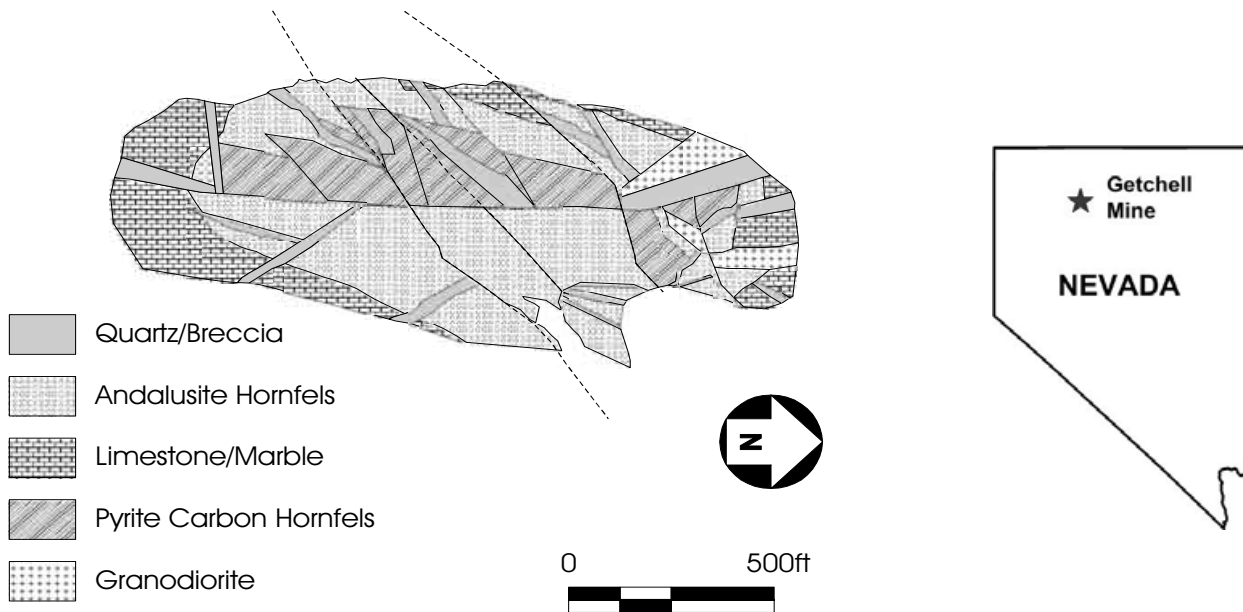 Getchell
Mine
NEVADA
Quartz/Breccia
Andalusite Hornfels
Limestone/Marble
Pyrite Carbon Hornfels
Granodiorite
N
0 500ft